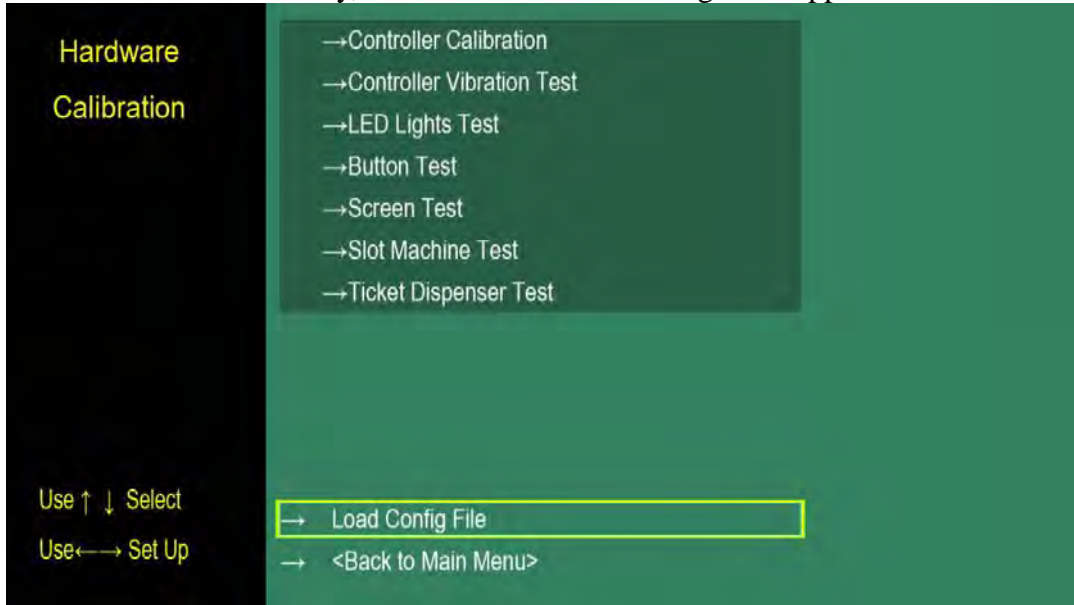 Hardware
Calibration
→Controller Calibration
→Controller Vibration Test
→LED Lights Test
→Button Test
→Screen Test
→Slot Machine Test
→Ticket Dispenser Test
Use ↑ ↓ Select
Use←→ Set Up
→ Load Config File
→ <Back to Main Menu>